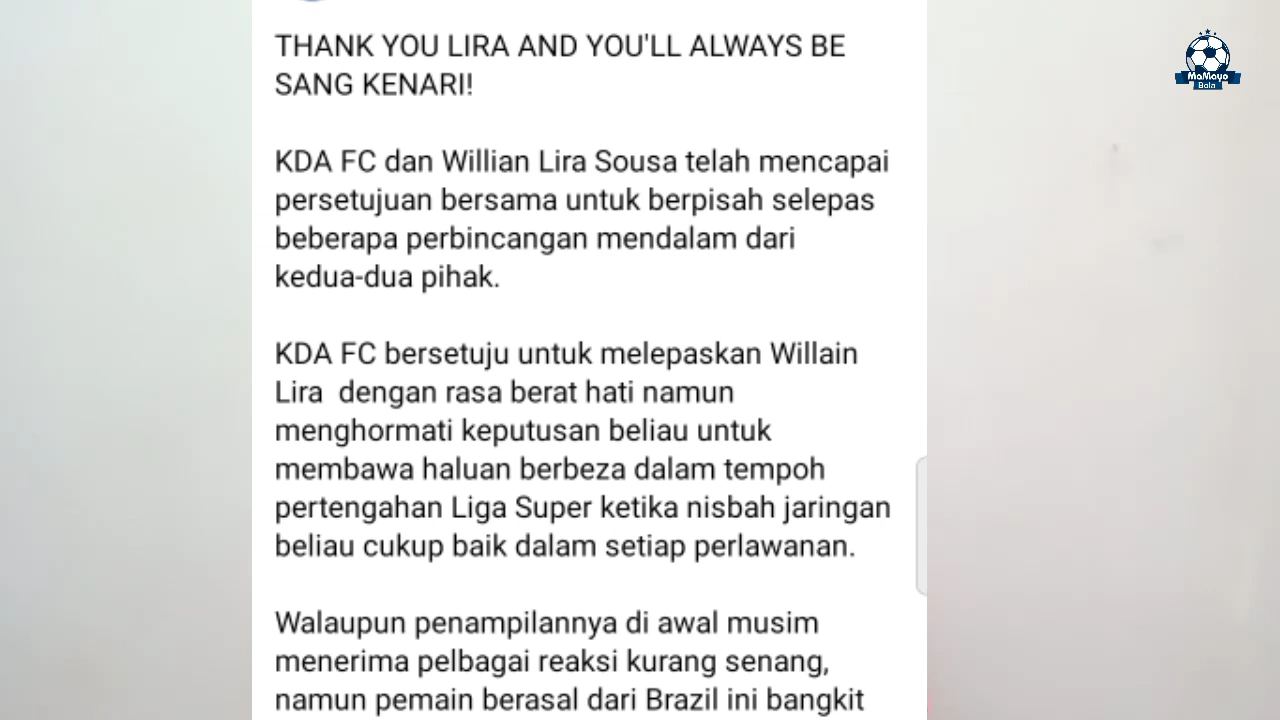 THANK YOU LIRA AND YOU'LL ALWAYS BE
SANG KENARI!
KDA FC dan Willian Lira Sousa telah mencapai
persetujuan bersama untuk berpisah selepas
beberapa perbincangan mendalam dari
kedua-dua pihak.
KDA FC bersetuju untuk melepaskan Willain
Lira  dengan rasa berat hati namun
menghormati keputusan beliau untuk
membawa haluan berbeza dalam tempoh
pertengahan Liga Super ketika nisbah jaringan
beliau cukup baik dalam setiap perlawanan.
Walaupun penampilannya di awal musim
menerima pelbagai reaksi kurang senang,
namun pemain berasal dari Brazil ini bangkit
MaMayo
Bola